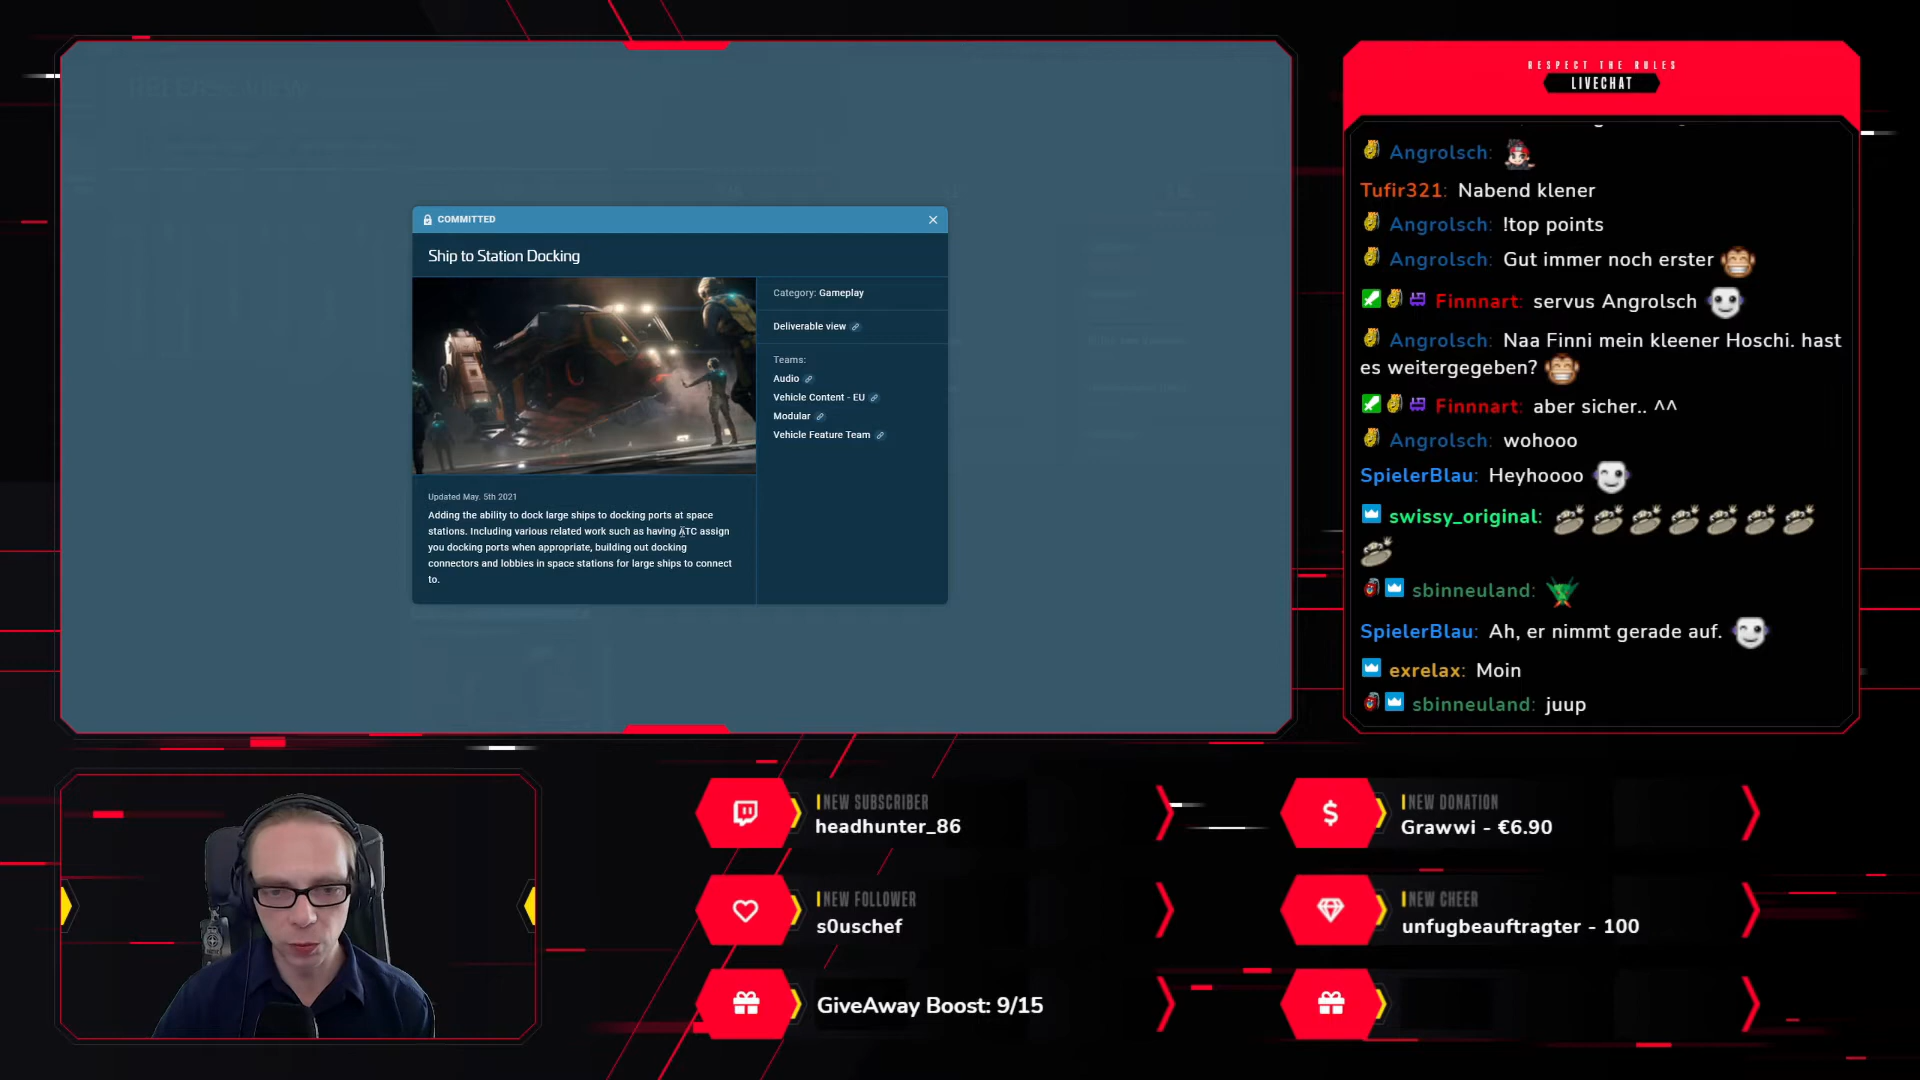 COMMITTED
Ship to Station Docking
Category: Gameplay
Deliverable view
Teams:
Audio
Vehicle Content - EU
Modular
Vehicle Feature Team
Updated May. 5th 2021
Adding the ability to dock large ships to docking ports at space
stations. Including various related work such as having ATC assign
you docking ports when appropriate, building out docking
connectors and lobbies in space stations for large ships to connect
to.
RESPECT THE RULES
LIVECHAT
Angrolsch:
Tufir321: Nabend klener
Angrolsch: !top points
Angrolsch: Gut immer noch erster
Finnnart: servus Angrolsch
Angrolsch: Naa Finni mein kleener Hoschi. hast
es weitergegeben?
Finnnart: aber sicher.. ^^
Angrolsch: wohooo
SpielerBlau: Heyhoooo
swissy_original:
sbinneuland:
SpielerBlau: Ah, er nimmt gerade auf.
exrelax: Moin
sbinneuland: juup
NEW SUBSCRIBER
headhunter_86
NEW DONATION
Grawwi - €6.90
NEW FOLLOWER
s0uschef
NEW CHEER
unfugbeauftragter - 100
GiveAway Boost: 9/15